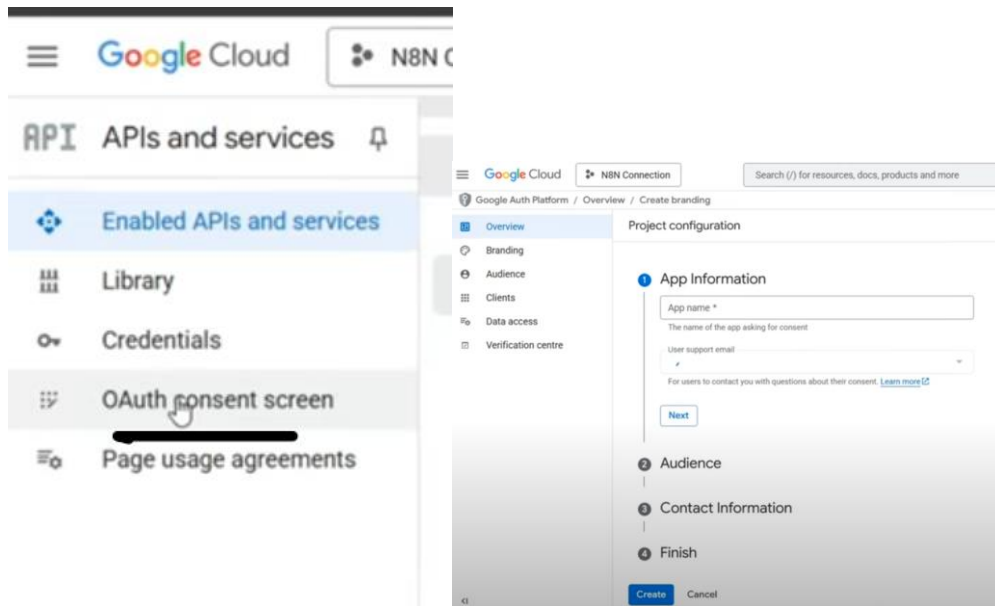 Google Cloud
N8N
API APIs and services
Enabled APIs and services
Library
Credentials
OAuth consent screen
Page usage agreements
Google Cloud
N8N Connection
Search (/) for resources, docs, products and more
Google Auth Platform / Overview / Create branding
Overview
Branding
Audience
Clients
Data access
Verification centre
Project configuration
1 App Information
App name *
The name of the app asking for consent
User support email
For users to contact you with questions about their consent. Learn more
Next
2 Audience
3 Contact Information
4 Finish
Create
Cancel